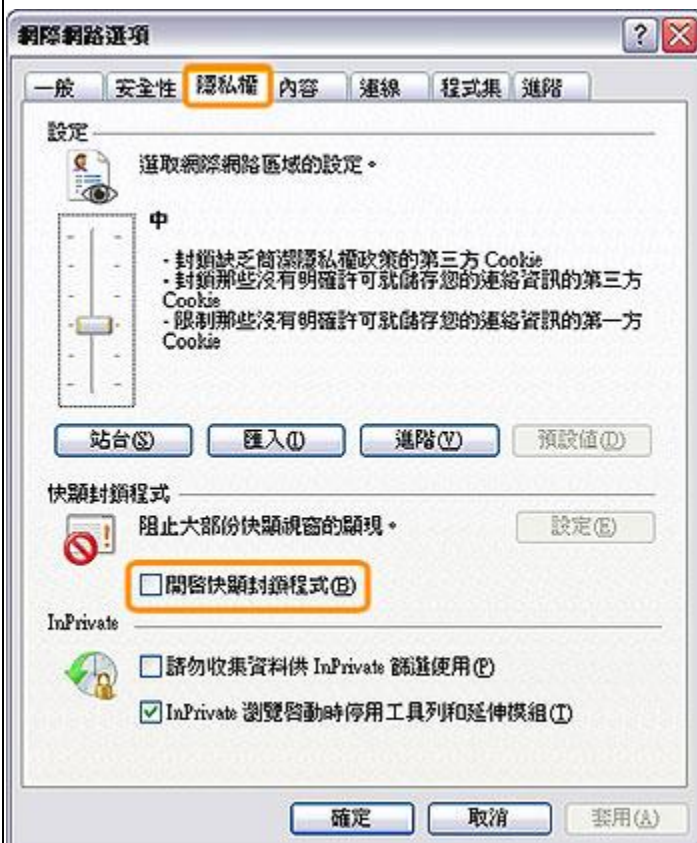 網際網路選項
一般 安全性 隱私權 內容 連線 程式集 進階
設定
選取網際網路區域的設定。
中
- 封鎖缺乏簡潔隱私權政策的第三方 Cookie
- 封鎖那些沒有明確許可就儲存您的連絡資訊的第三方
Cookie
- 限制那些沒有明確許可就儲存您的連絡資訊的第一方
Cookie
站台(S) 匯入(I) 進階(V) 預設值(D)
快顯封鎖程式
阻止大部份快顯視窗的顯現。 設定(E)
開啟快顯封鎖程式(B)
InPrivate
請勿收集資料供 InPrivate 篩選使用(P)
InPrivate 瀏覽啟動時停用工具列和延伸模組(T)
確定 取消 套用(A)